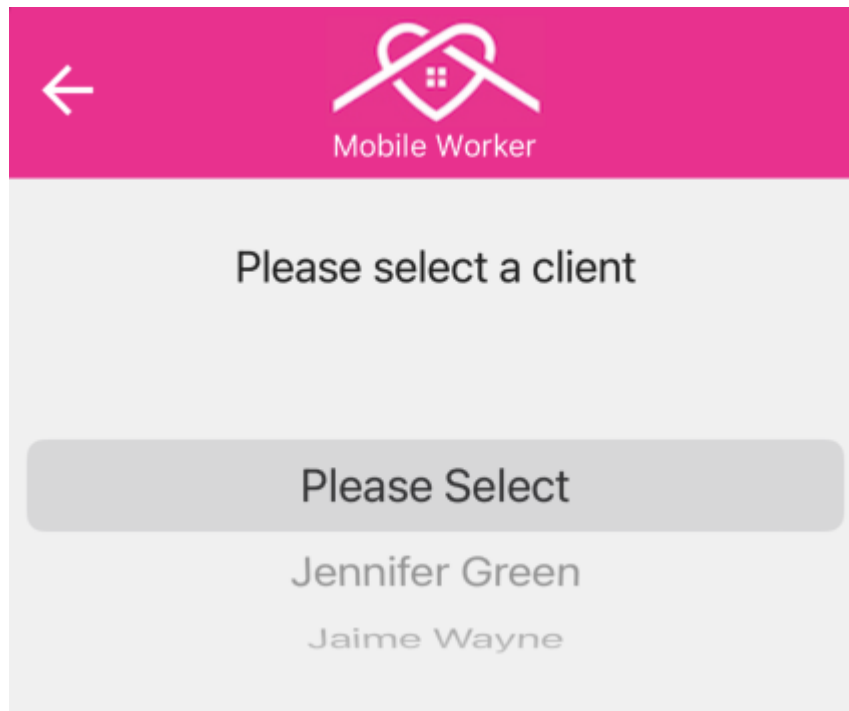 Mobile Worker
Please select a client
Please Select
Jennifer Green
Jaime Wayne